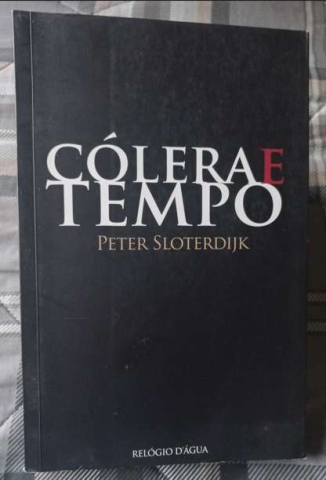 CÓLERA E
TEMPO
PETER SLOTERDIJK
RELÓGIO D'ÁGUA